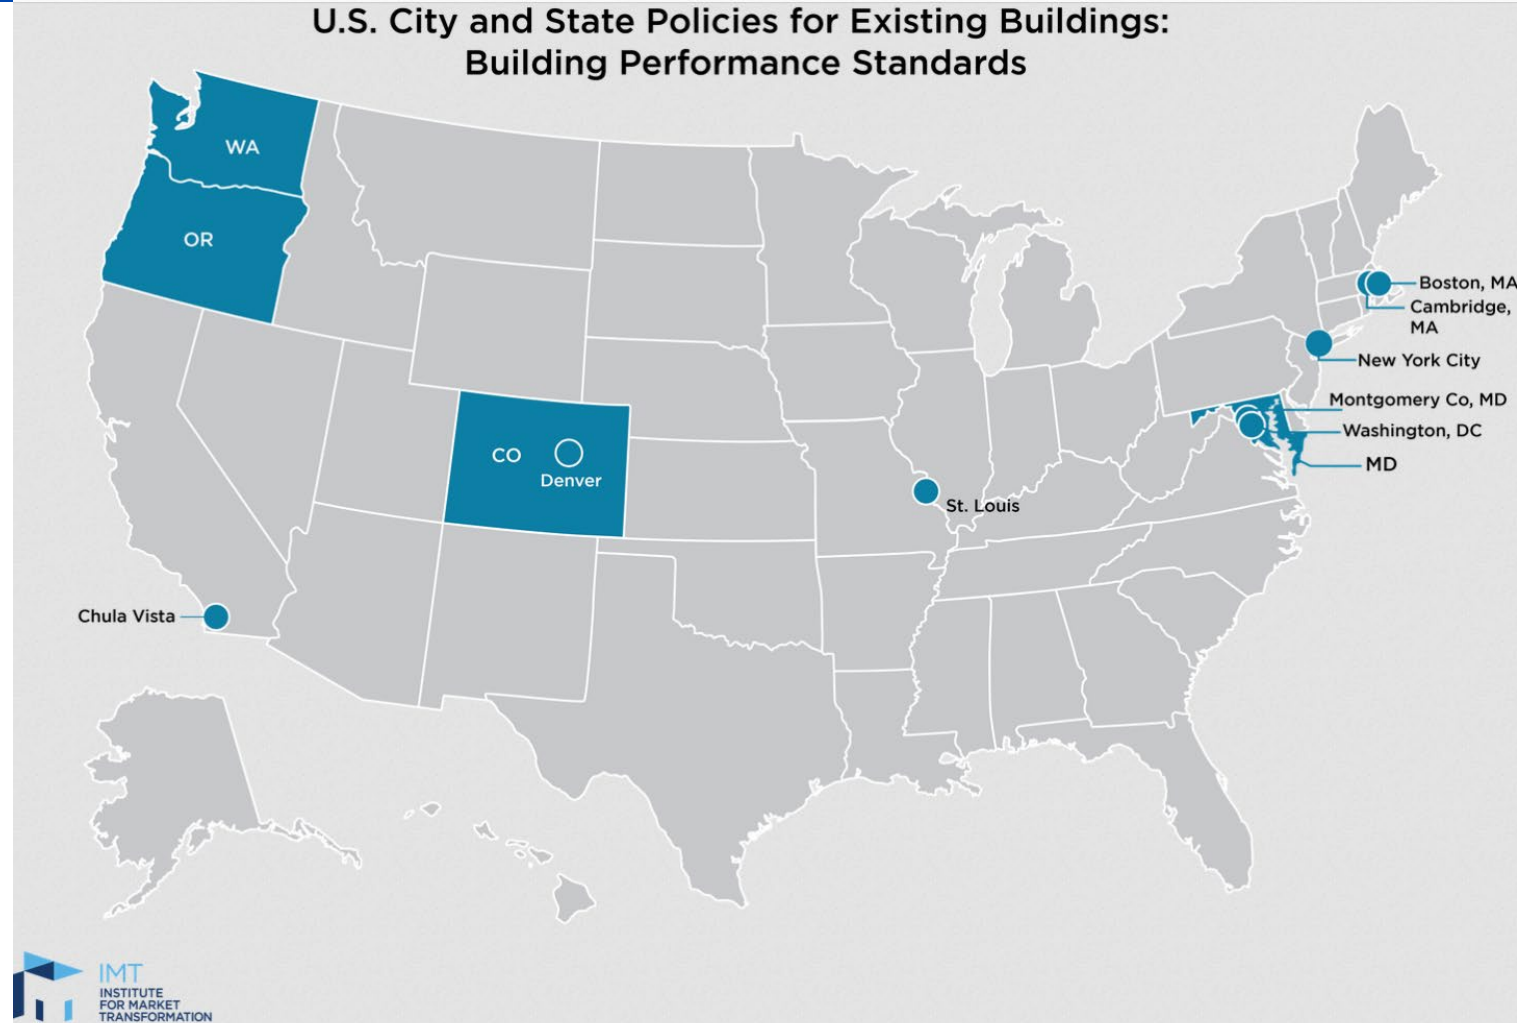 U.S. City and State Policies for Existing Buildings:
Building Performance Standards
WA
OR
CO
Denver
Chula Vista
St. Louis
Boston, MA
Cambridge,
MA
New York City
Montgomery Co, MD
Washington, DC
MD
IMT
INSTITUTE
FOR MARKET
TRANSFORMATION